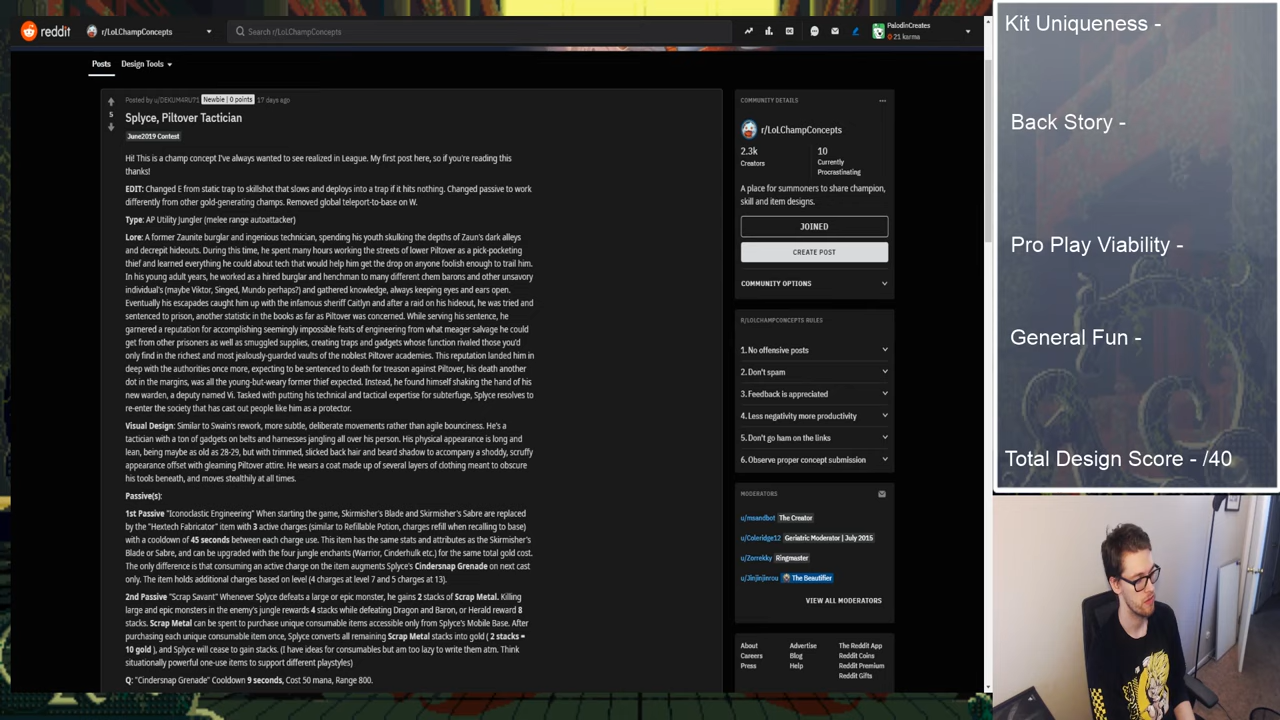 reddit
r/LoLChampConcepts
Search r/LoLChampConcepts
PalodinCreates
21 karma
Posts
Design Tools
Posted by u/DEKUM4RU71 Newbie | 0 points 17 days ago
5
Splyce, Piltover Tactician
June2019 Contest
Hi! This is a champ concept I've always wanted to see realized in League. My first post here, so if you're reading this
thanks!
EDIT: Changed E from static trap to skillshot that slows and deploys into a trap if it hits nothing. Changed passive to work
differently from other gold-generating champs. Removed global teleport-to-base on W.
Type: AP Utility Jungler (melee range autoattacker)
Lore: A former Zaunite burglar and ingenious technician, spending his youth skulking the depths of Zaun's dark alleys
and decrepit hideouts. During this time, he spent many hours working the streets of lower Piltover as a pick-pocketing
thief and learned everything he could about tech that would help him get the drop on anyone foolish enough to trail him.
In his young adult years, he worked as a hired burglar and henchman to many different chem barons and other unsavory
individual's (maybe Viktor, Singed, Mundo perhaps?) and gathered knowledge, always keeping eyes and ears open.
Eventually his escapades caught him up with the infamous sheriff Caitlyn and after a raid on his hideout, he was tried and
sentenced to prison, another statistic in the books as far as Piltover was concerned. While serving his sentence, he
garnered a reputation for accomplishing seemingly impossible feats of engineering from what meager salvage he could
get from other prisoners as well as smuggled supplies, creating traps and gadgets whose function rivaled those you'd
only find in the richest and most jealously-guarded vaults of the noblest Piltover academies. This reputation landed him in
deep with the authorities once more, expecting to be sentenced to death for treason against Piltover, his death another
dot in the margins, was all the young-but-weary former thief expected. Instead, he found himself shaking the hand of his
new warden, a deputy named Vi. Tasked with putting his technical and tactical expertise for subterfuge, Splyce resolves to
re-enter the society that has cast out people like him as a protector.
Visual Design: Similar to Swain's rework, more subtle, deliberate movements rather than agile bounciness. He's a
tactician with a ton of gadgets on belts and harnesses jangling all over his person. His physical appearance is long and
lean, being maybe as old as 28-29, but with trimmed, slicked back hair and beard shadow to accompany a shoddy, scruffy
appearance offset with gleaming Piltover attire. He wears a coat made up of several layers of clothing meant to obscure
his tools beneath, and moves stealthily at all times.
Passive(s):
1st Passive "Iconoclastic Engineering" When starting the game, Skirmisher's Blade and Skirmisher's Sabre are replaced
by the "Hextech Fabricator" item with 3 active charges (similar to Refillable Potion, charges refill when recalling to base)
with a cooldown of 45 seconds between each charge use. This item has the same stats and attributes as the Skirmisher's
Blade or Sabre, and can be upgraded with the four jungle enchants (Warrior, Cinderhulk etc.) for the same total gold cost.
The only difference is that consuming an active charge on the item augments Splyce's Cindersnap Grenade on next cast
only. The item holds additional charges based on level (4 charges at level 7 and 5 charges at 13).
2nd Passive "Scrap Savant" Whenever Splyce defeats a large or epic monster, he gains 2 stacks of Scrap Metal. Killing
large and epic monsters in the enemy's jungle rewards 4 stacks while defeating Dragon and Baron, or Herald reward 8
stacks. Scrap Metal can be spent to purchase unique consumable items accessible only from Splyce's Mobile Base. After
purchasing each unique consumable item once, Splyce converts all remaining Scrap Metal stacks into gold ( 2 stacks =
10 gold ), and Splyce will cease to gain stacks. (I have ideas for consumables but am too lazy to write them atm. Think
situationally powerful one-use items to support different playstyles)
Q: "Cindersnap Grenade" Cooldown 9 seconds, Cost 50 mana, Range 800.
COMMUNITY DETAILS
r/LoLChampConcepts
2.3k
Creators
10
Currently
Procrastinating
A place for summoners to share champion,
skill and item designs.
JOINED
CREATE POST
COMMUNITY OPTIONS
R/LOLCHAMPCONCEPTS RULES
1. No offensive posts
2. Don't spam
3. Feedback is appreciated
4. Less negativity more productivity
5. Don't go ham on the links
6. Observe proper concept submission
MODERATORS
u/msandbot The Creator
u/Coleridge12 Geriatric Moderator | July 2015
u/Zorrekky Ringmaster
u/Jinjinjinrou The Beautifier
VIEW ALL MODERATORS
About Advertise The Reddit App
Careers Blog Reddit Coins
Press Help Reddit Premium
Reddit Gifts
Kit Uniqueness -
Back Story -
Pro Play Viability -
General Fun -
Total Design Score - /40